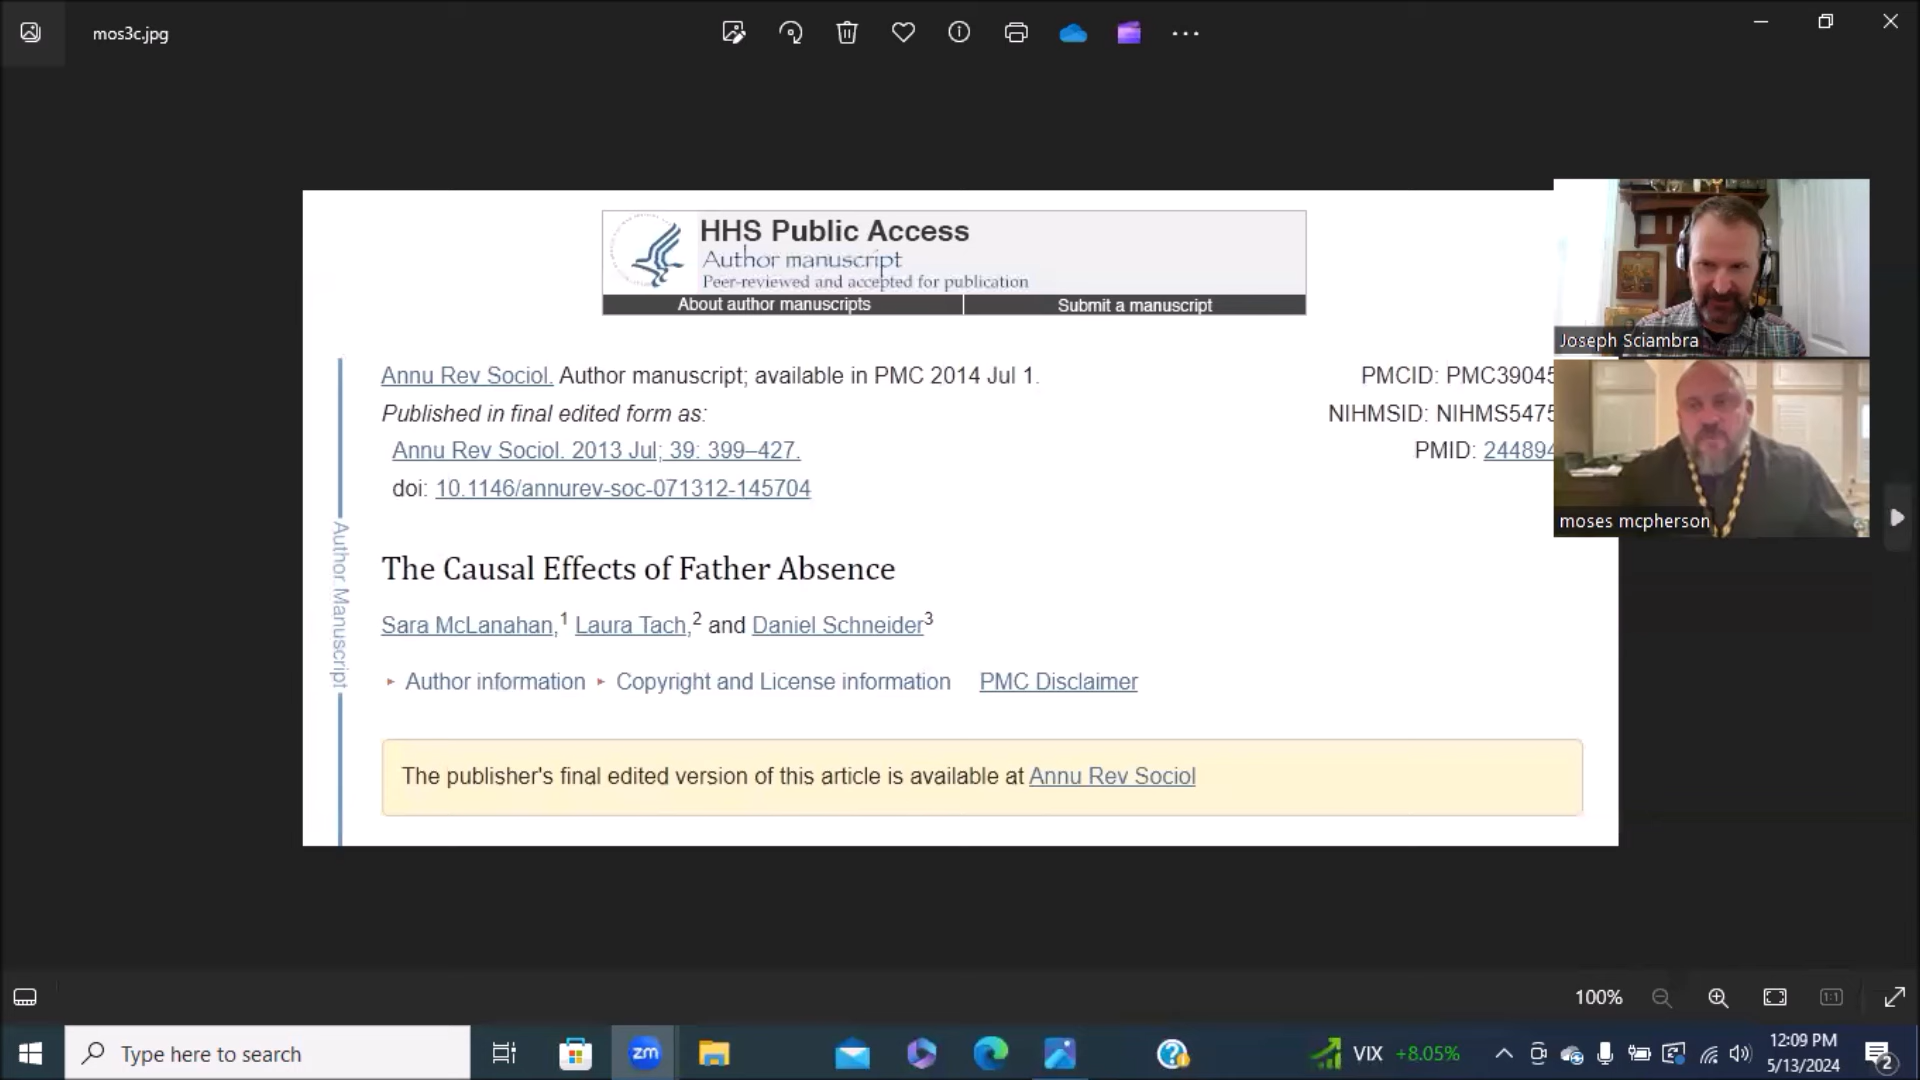 mos3c.jpg
HHS Public Access
Author manuscript
Peer-reviewed and accepted for publication
About author manuscripts
Submit a manuscript
Joseph Sciambra
Annu Rev Sociol. Author manuscript; available in PMC 2014 Jul 1.
PMCID: PMC39045
Published in final edited form as:
NIHMSID: NIHMS5475
Annu Rev Sociol. 2013 Jul; 39: 399–427.
PMID: 244894
doi: 10.1146/annurev-soc-071312-145704
moses mcpherson
Author Manuscript
The Causal Effects of Father Absence
Sara McLanahan,1 Laura Tach,2 and Daniel Schneider3
▸ Author information ▸ Copyright and License information PMC Disclaimer
The publisher's final edited version of this article is available at Annu Rev Sociol
100%
1:1
Type here to search
zm
VIX +8.05%
12:09 PM
5/13/2024
2